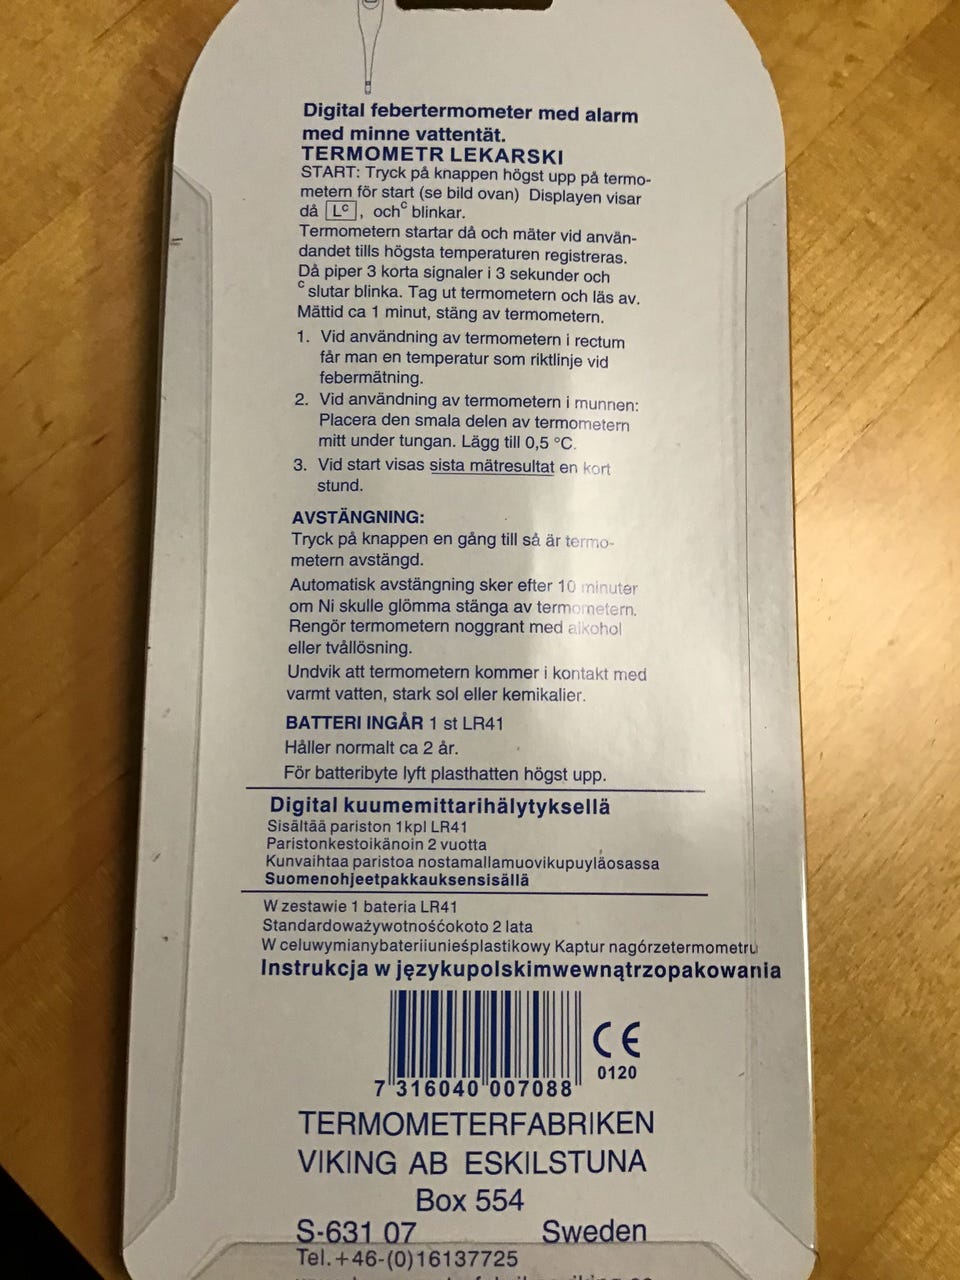 Digital febertermometer med alarm
med minne vattentät.
TERMOMETR LEKARSKI
START: Tryck på knappen högst upp på termo-
metern för start (se bild ovan) Displayen visar
då Lᶜ, ochᶜ blinkar.
Termometern startar då och mäter vid använ-
dandet tills högsta temperaturen registreras.
Då piper 3 korta signaler i 3 sekunder och
ᶜ slutar blinka. Tag ut termometern och läs av.
Mättid ca 1 minut, stäng av termometern.
1. Vid användning av termometern i rectum
får man en temperatur som riktlinje vid
febermätning.
2. Vid användning av termometern i munnen:
Placera den smala delen av termometern
mitt under tungan. Lägg till 0,5 °C.
3. Vid start visas sista mätresultat en kort
stund.
AVSTÄNGNING:
Tryck på knappen en gång till så är termo-
metern avstängd.
Automatisk avstängning sker efter 10 minuter
om Ni skulle glömma stänga av termometern.
Rengör termometern noggrant med alkohol
eller tvållösning.
Undvik att termometern kommer i kontakt med
varmt vatten, stark sol eller kemikalier.
BATTERI INGÅR 1 st LR41
Håller normalt ca 2 år.
För batteribyte lyft plasthatten högst upp.
Digital kuumemittarihälytyksellä
Sisältää pariston 1kpl LR41
Paristonkestoikänoin 2 vuotta
Kunvaihtaa paristoa nostamallamuovikupuyläosassa
Suomenohjeetpakkauksensisällä
W zestawie 1 bateria LR41
Standardoważywotnośćokoto 2 lata
W celuwymianybateriiunieśplastikowy Kaptur nagórzetermometru
Instrukcja w językupolskimwewnątrzopakowania
7 316040 007088
CE
0120
TERMOMETERFABRIKEN
VIKING AB ESKILSTUNA
Box 554
S-631 07 Sweden
Tel.+46-(0)16137725